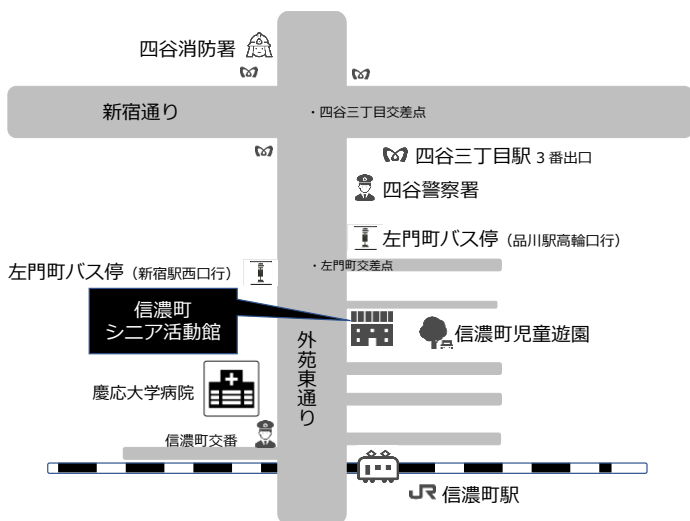 四谷消防署
新宿通り
・四谷三丁目交差点
四谷三丁目駅 3 番出口
四谷警察署
左門町バス停（品川駅高輪口行）
・左門町交差点
左門町バス停（新宿駅西口行）
信濃町
シニア活動館
信濃町児童遊園
外苑東通り
慶応大学病院
信濃町交番
JR 信濃町駅